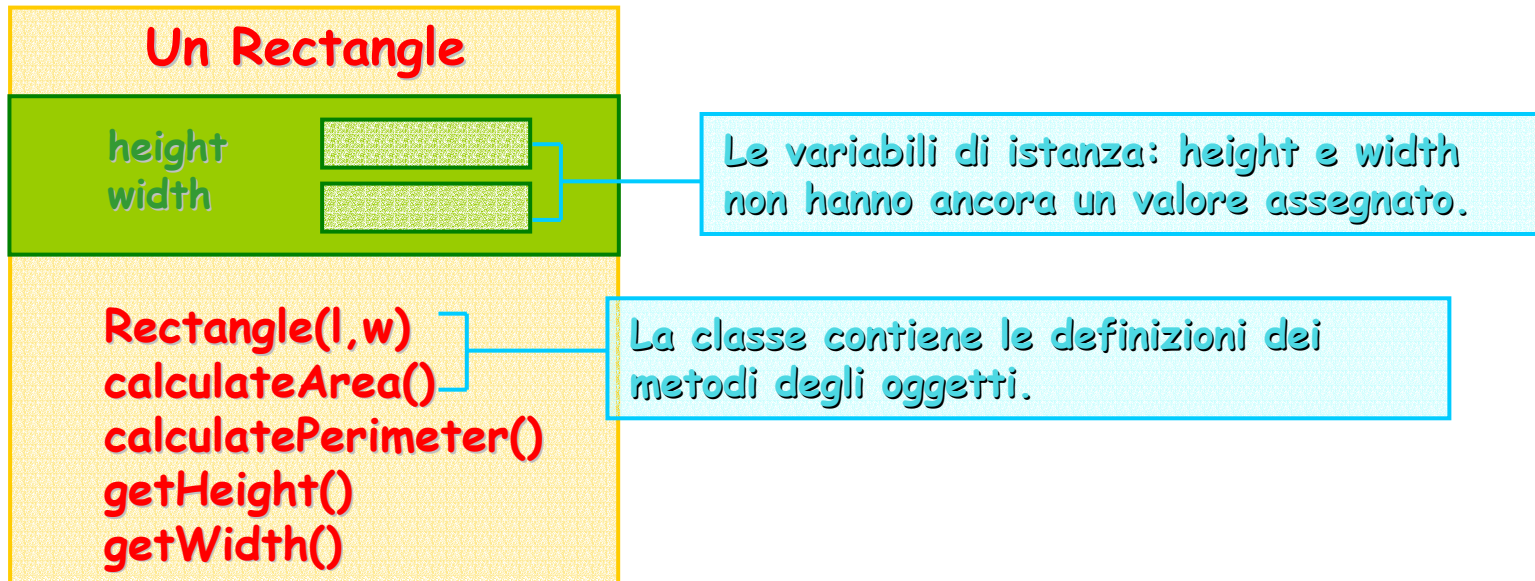 Un Rectangle
height
width
Le variabili di istanza: height e width
non hanno ancora un valore assegnato.
Rectangle(l,w)
calculateArea()
calculatePerimeter()
getHeight()
getWidth()
La classe contiene le definizioni dei
metodi degli oggetti.